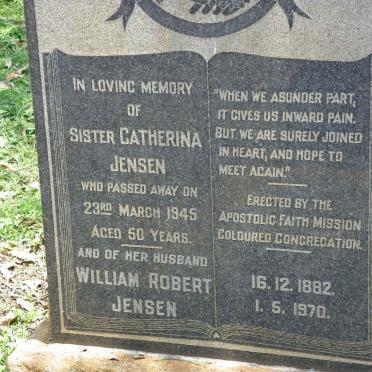 IN LOVING MEMORY
OF
SISTER CATHERINA
JENSEN
WHO PASSED AWAY ON
23RD MARCH 1945
AGED 50 YEARS.
AND OF HER HUSBAND
WILLIAM ROBERT
JENSEN
"WHEN WE ASUNDER PART,
IT GIVES US INWARD PAIN.
BUT WE ARE SURELY JOINED
IN HEART, AND HOPE TO
MEET AGAIN."
ERECTED BY THE
APOSTOLIC FAITH MISSION
COLOURED CONGREGATION.
16.12.1882.
1.5.1970.